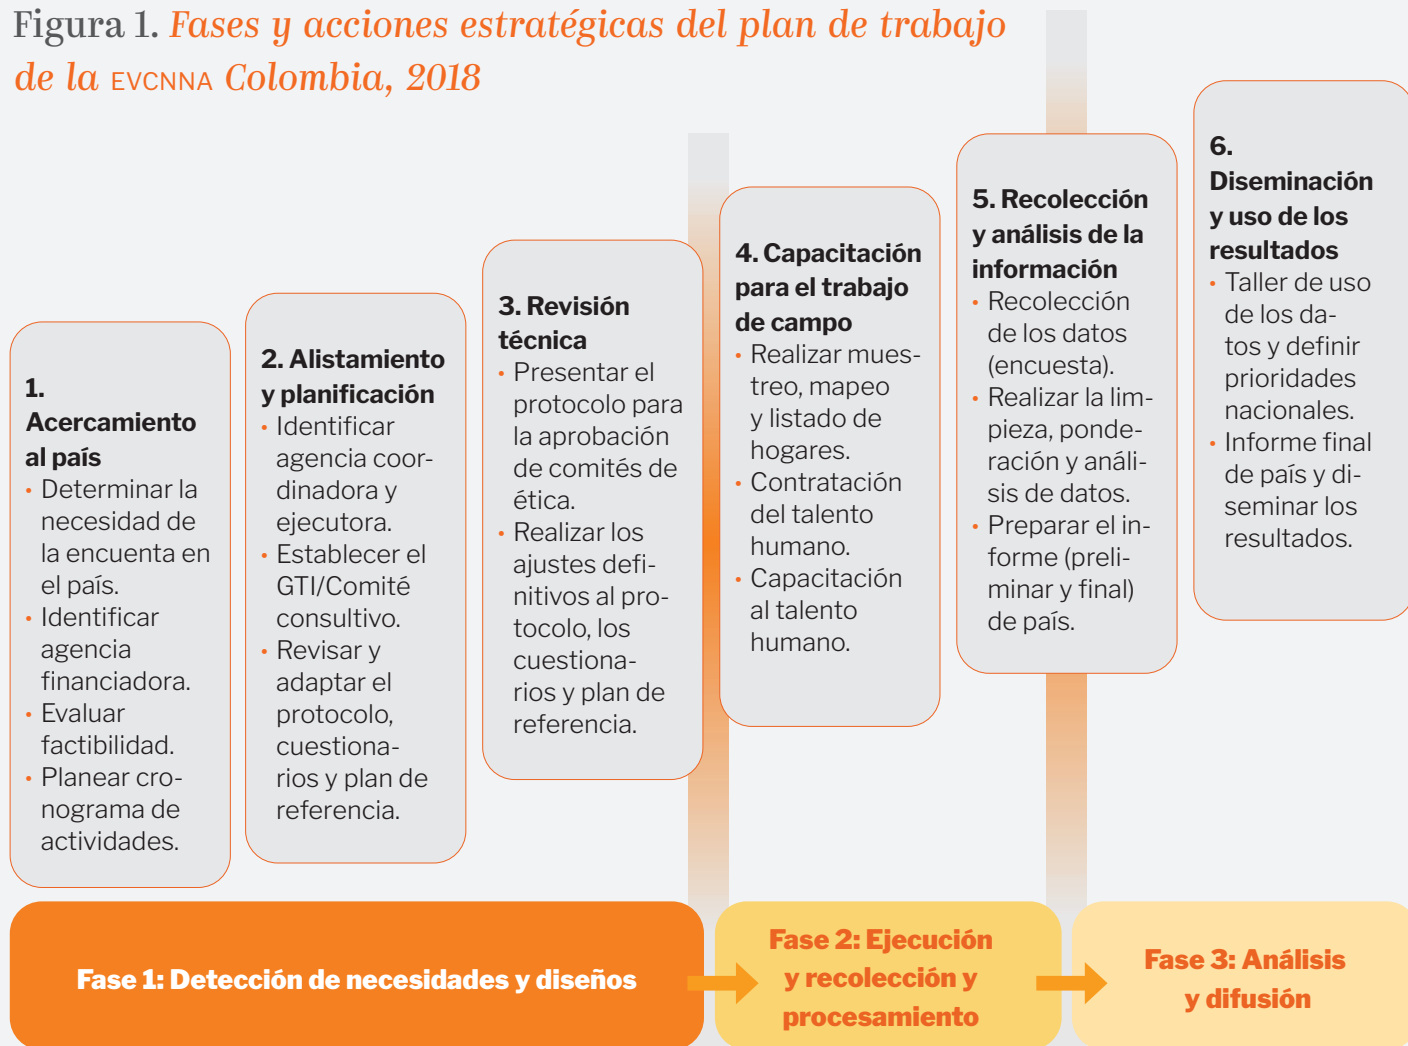 Figura 1. Fases y acciones estratégicas del plan de trabajo
de la EVCNNA Colombia, 2018
1.
Acercamiento
al país
• Determinar la
necesidad de
la encuenta en
el país.
• Identificar
agencia
financiadora.
• Evaluar
factibilidad.
• Planear cro-
nograma de
actividades.
2. Alistamiento
y planificación
• Identificar
agencia coor-
dinadora y
ejecutora.
• Establecer el
GTI/Comité
consultivo.
• Revisar y
adaptar el
protocolo,
cuestiona-
rios y plan de
referencia.
3. Revisión
técnica
• Presentar el
protocolo para
la aprobación
de comités de
ética.
• Realizar los
ajustes defi-
nitivos al pro-
tocolo, los
cuestiona-
rios y plan de
referencia.
4. Capacitación
para el trabajo
de campo
• Realizar mues-
treo, mapeo
y listado de
hogares.
• Contratación
del talento
humano.
• Capacitación
al talento
humano.
5. Recolección
y análisis de la
información
• Recolección
de los datos
(encuesta).
• Realizar la lim-
pieza, ponde-
ración y análi-
sis de datos.
• Preparar el in-
forme (preli-
minar y final)
de país.
6.
Diseminación
y uso de los
resultados
• Taller de uso
de los da-
tos y definir
prioridades
nacionales.
• Informe final
de país y di-
seminar los
resultados.
Fase 1: Detección de necesidades y diseños
Fase 2: Ejecución
y recolección y
procesamiento
Fase 3: Análisis
y difusión